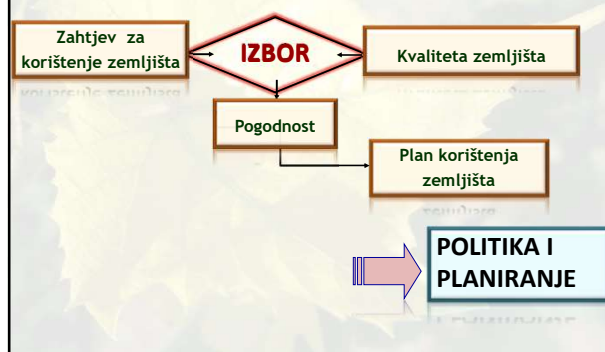 Zahtjev za
korištenje zemljišta
IZBOR
Kvaliteta zemljišta
Pogodnost
Plan korištenja
zemljišta
POLITIKA I
PLANIRANJE